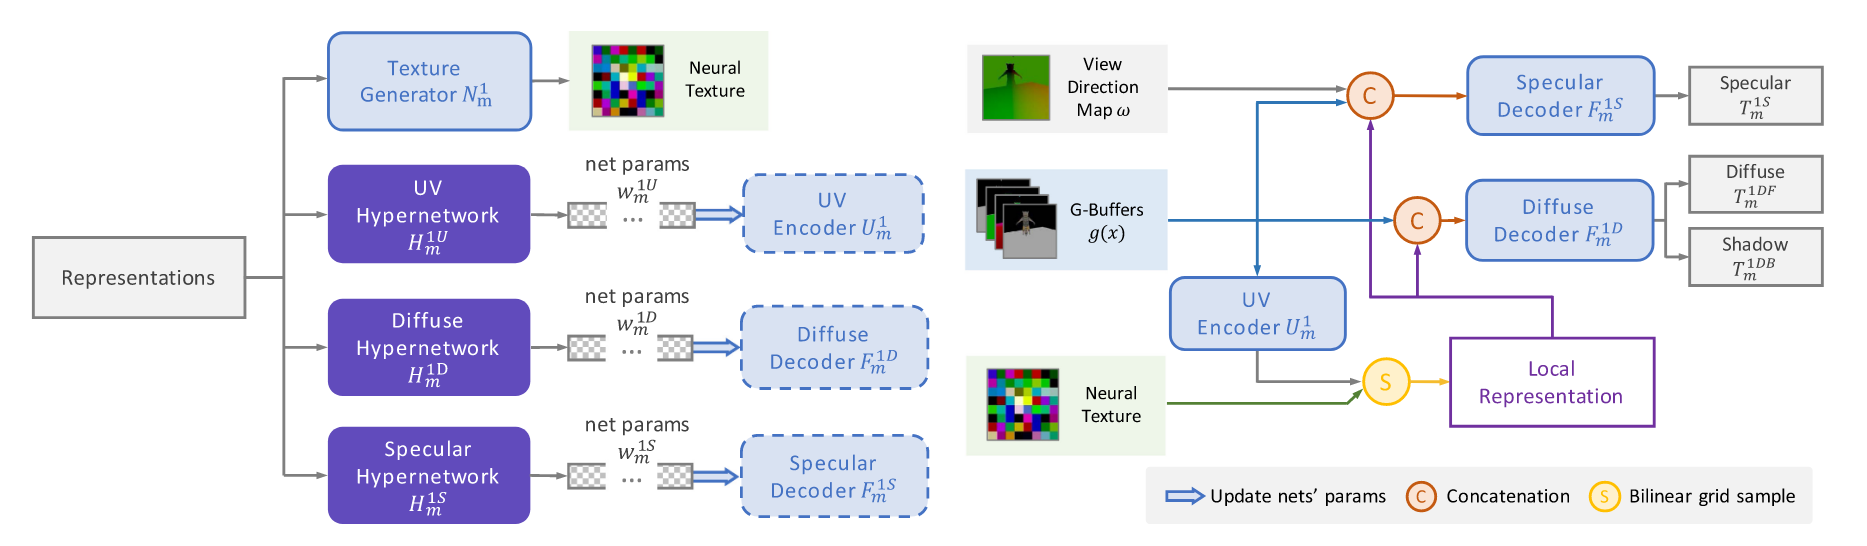 Representations
Texture
Generator $N_{\mathrm{m}}^{1}$
Neural
Texture
UV
Hypernetwork
$H_m^{1U}$
net params
$w_m^{1U}$
...
UV
Encoder $U_m^1$
Diffuse
Hypernetwork
$H_m^{1\mathrm{D}}$
net params
$w_m^{1D}$
...
Diffuse
Decoder $F_m^{1D}$
Specular
Hypernetwork
$H_m^{1S}$
net params
$w_m^{1S}$
...
Specular
Decoder $F_m^{1S}$
View
Direction
Map $\omega$
G-Buffers
$g(x)$
Neural
Texture
UV
Encoder $U_m^1$
C
C
S
Local
Representation
Specular
Decoder $F_m^{1S}$
Diffuse
Decoder $F_m^{1D}$
Specular
$T_m^{1S}$
Diffuse
$T_m^{1DF}$
Shadow
$T_m^{1DB}$
Update nets' params
C Concatenation
S Bilinear grid sample